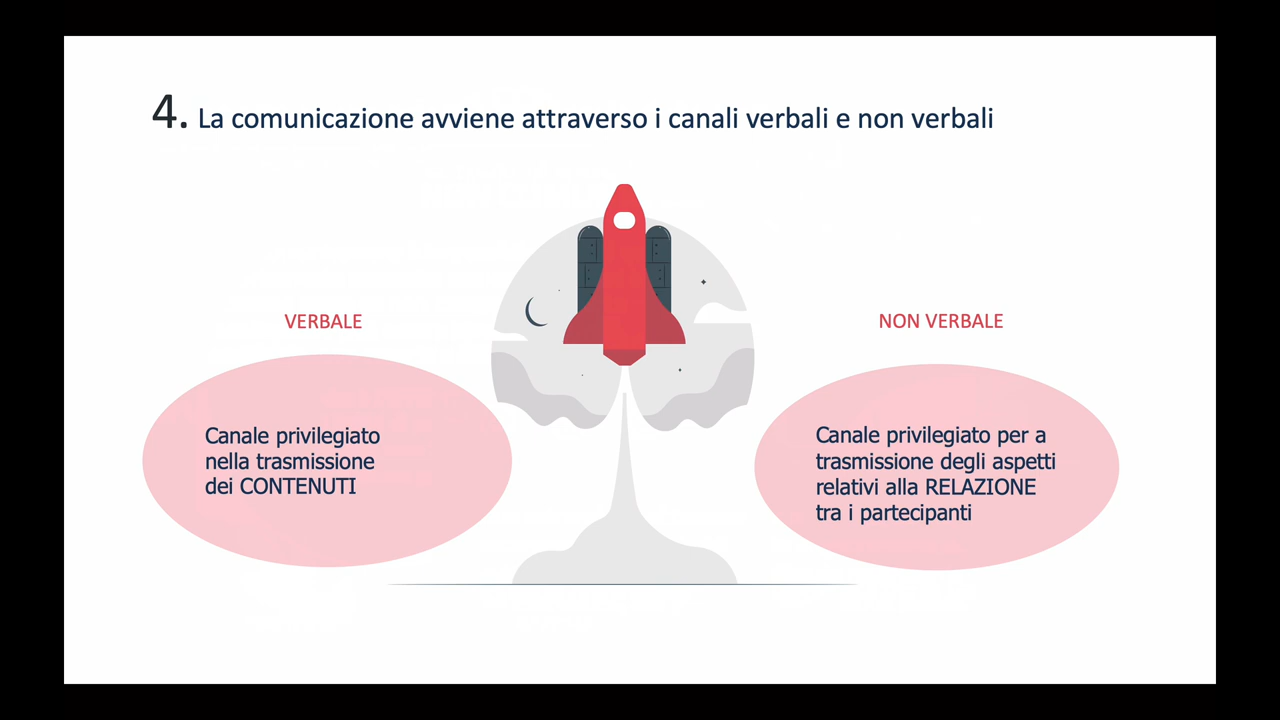 4. La comunicazione avviene attraverso i canali verbali e non verbali
VERBALE
Canale privilegiato
nella trasmissione
dei CONTENUTI
NON VERBALE
Canale privilegiato per a
trasmissione degli aspetti
relativi alla RELAZIONE
tra i partecipanti